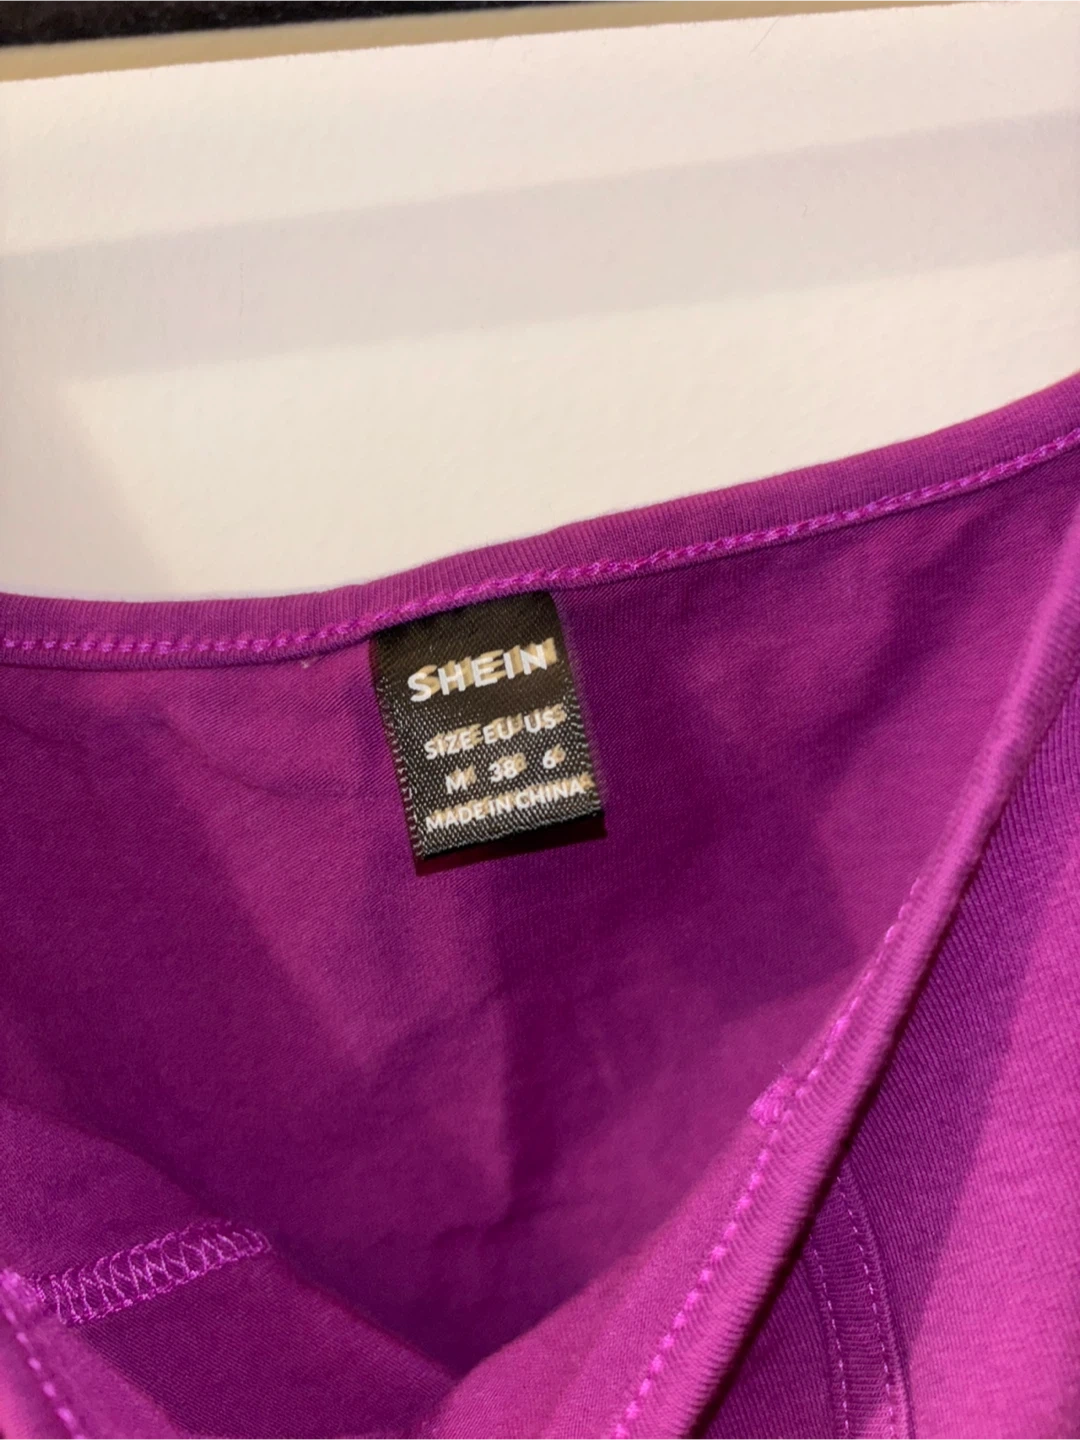 SHEIN
SIZE EU US
M 38 6
MADE IN CHINA